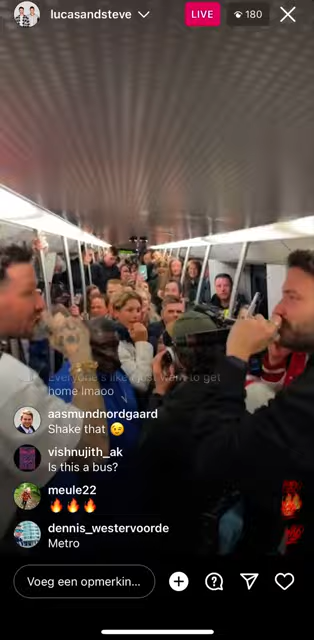 lucasandsteve
LIVE
180
Everyone's like I just want to get
home lmaoo
aasmundnordgaard
Shake that 😉
vishnujith_ak
Is this a bus?
meule22
🔥🔥🔥
dennis_westervoorde
Metro
Voeg een opmerkin...